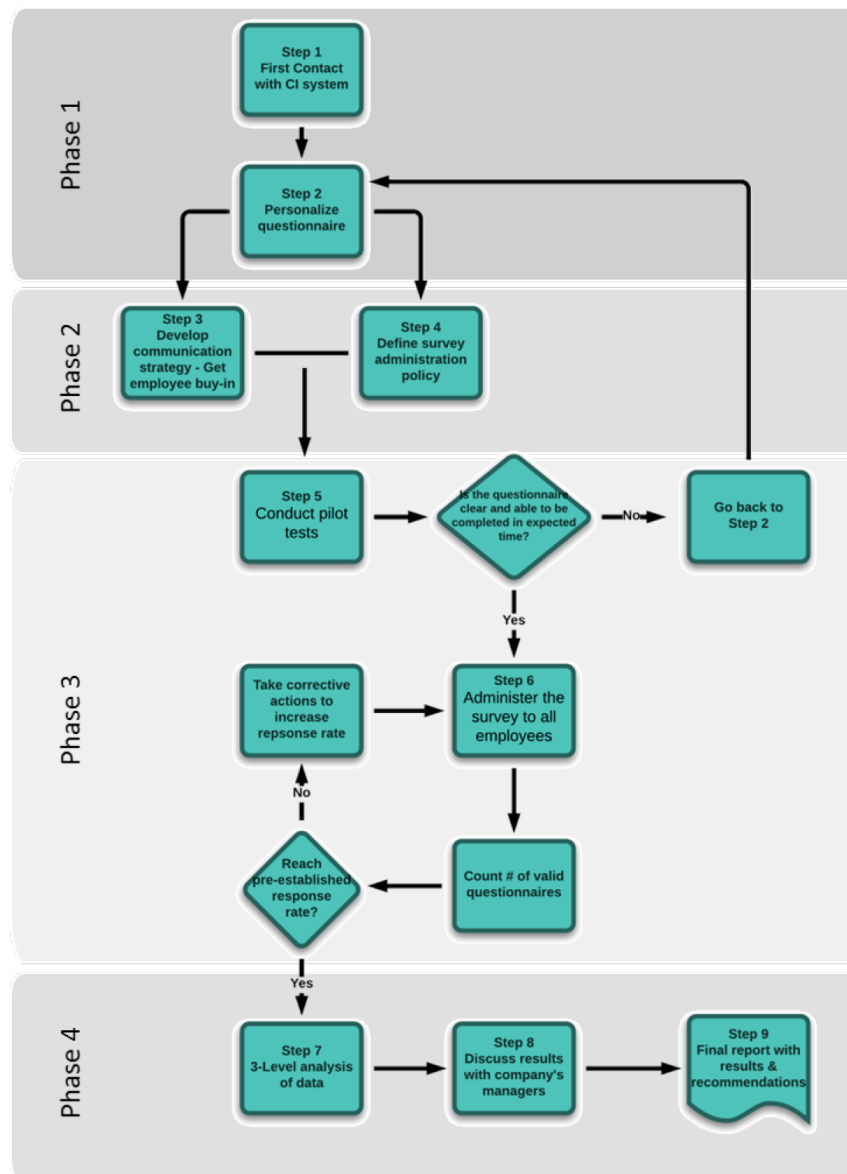 Phase 1
Step 1
First Contact
with CI system
Step 2
Personalize
questionnaire
Phase 2
Step 3
Develop
communication
strategy - Get
employee buy-in
Step 4
Define survey
administration
policy
Phase 3
Step 5
Conduct pilot
tests
Is the questionnaire
clear and able to be
completed in expected
time?
No
Go back to
Step 2
Yes
Take corrective
actions to
increase
repsonse rate
Step 6
Administer the
survey to all
employees
No
Reach
pre-established
response
rate?
Count # of valid
questionnaires
Yes
Phase 4
Step 7
3-Level analysis
of data
Step 8
Discuss results
with company's
managers
Step 9
Final report with
results &
recommendations